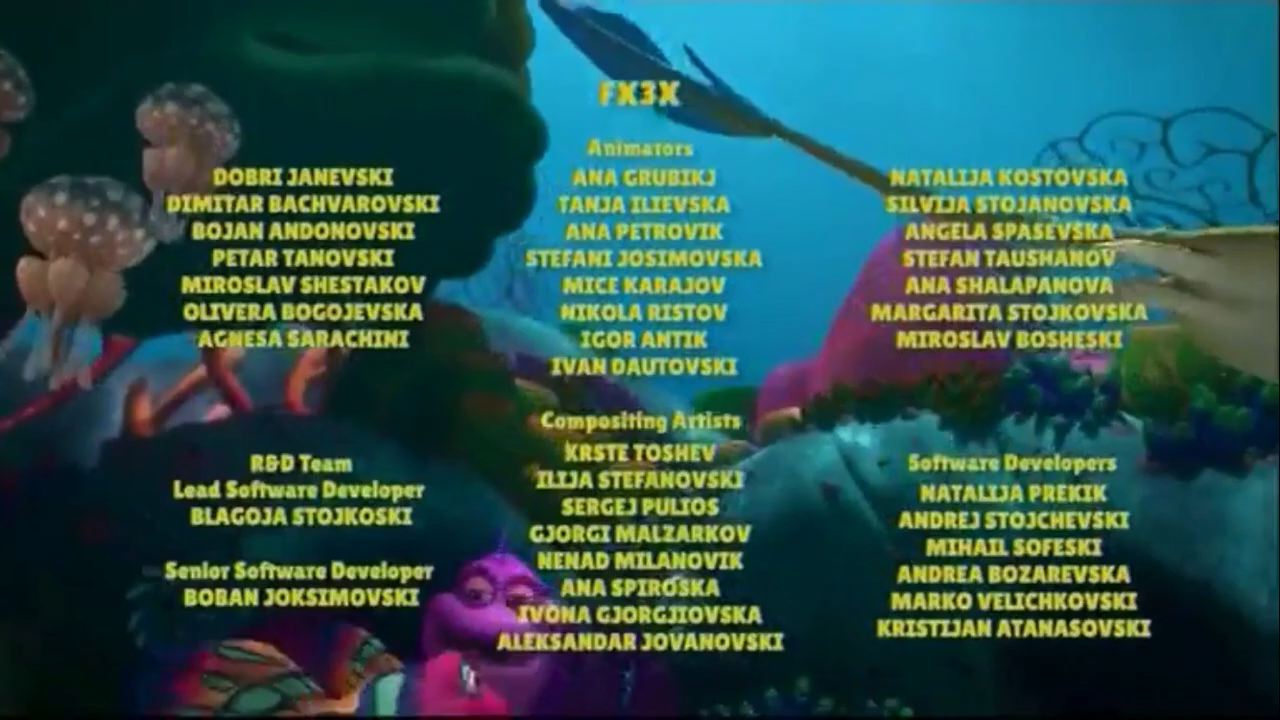 FX3X
Animators
DOBRI JANEVSKI
DIMITAR BACHVAROVSKI
BOJAN ANDONOVSKI
PETAR TANOVSKI
MIROSLAV SHESTAKOV
OLIVERA BOGOJEVSKA
AGNESA SARACHINI
ANA GRUBIKJ
TANJA ILIEVSKA
ANA PETROVIK
STEFANI JOSIMOVSKA
MICE KARAJOV
NIKOLA RISTOV
IGOR ANTIK
IVAN DAUTOVSKI
NATALIJA KOSTOVSKA
SILVIJA STOJANOVSKA
ANGELA SPASEVSKA
STEFAN TAUSHANOV
ANA SHALAPANOVA
MARGARITA STOJKOVSKA
MIROSLAV BOSHESKI
R&D Team
Lead Software Developer
BLAGOJA STOJKOSKI
Senior Software Developer
BOBAN JOKSIMOVSKI
Compositing Artists
KRSTE TOSHEV
ILIJA STEFANOVSKI
SERGEJ PULIOS
GJORGI MALZARKOV
NENAD MILANOVIK
ANA SPIROSKA
IVONA GJORGJIOVSKA
ALEKSANDAR JOVANOVSKI
Software Developers
NATALIJA PREKIK
ANDREJ STOJCHEVSKI
MIHAIL SOFESKI
ANDREA BOZAREVSKA
MARKO VELICHKOVSKI
KRISTIJAN ATANASOVSKI